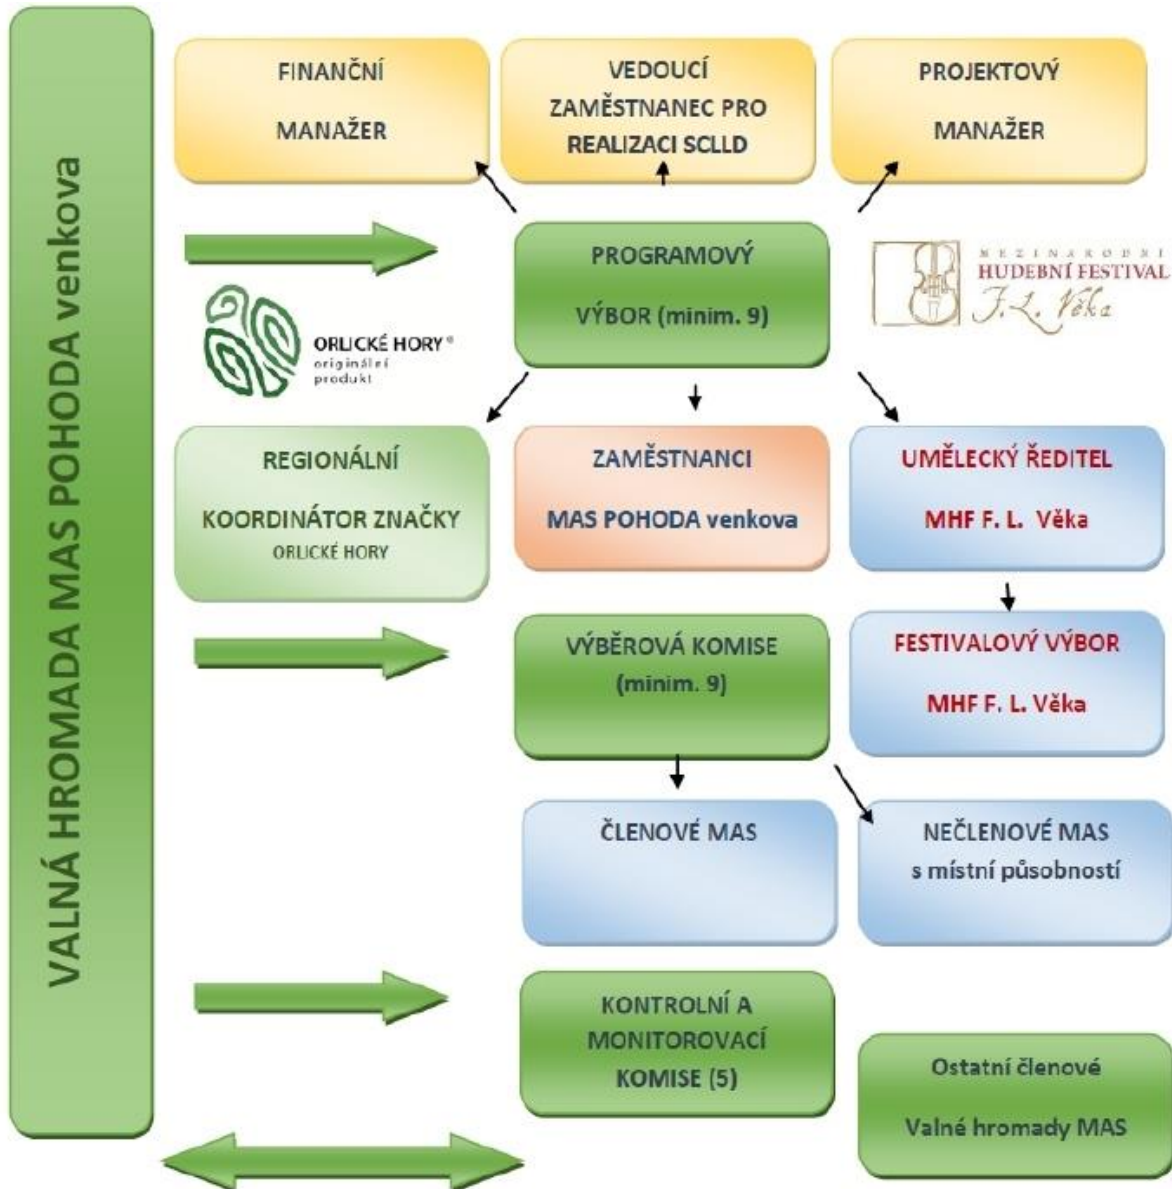 VALNÁ HROMADA MAS POHODA venkova
FINANČNÍ
MANAŽER
VEDOUCÍ
ZAMĚSTNANEC PRO
REALIZACI SCLLD
PROJEKTOVÝ
MANAŽER
PROGRAMOVÝ
VÝBOR (minim. 9)
ORLICKÉ HORY®
originální
produkt
MEZINÁRODNÍ
HUDEBNÍ FESTIVAL
F. L. Věka
REGIONÁLNÍ
KOORDINÁTOR ZNAČKY
ORLICKÉ HORY
ZAMĚSTNANCI
MAS POHODA venkova
UMĚLECKÝ ŘEDITEL
MHF F. L. Věka
VÝBĚROVÁ KOMISE
(minim. 9)
FESTIVALOVÝ VÝBOR
MHF F. L. Věka
ČLENOVÉ MAS
NEČLENOVÉ MAS
s místní působností
KONTROLNÍ A
MONITOROVACÍ
KOMISE (5)
Ostatní členové
Valné hromady MAS